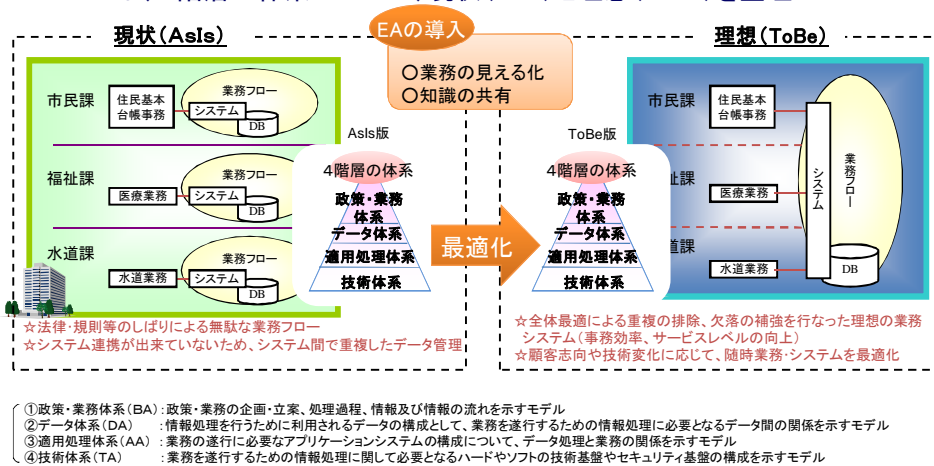 現状(AsIs)
EAの導入
○業務の見える化
○知識の共有
理想(ToBe)
市民課
住民基本
台帳事務
業務フロー
システム
DB
福祉課
医療業務
業務フロー
システム
DB
水道課
水道業務
業務フロー
システム
DB
AsIs版
4階層の体系
政策・業務
体系
データ体系
適用処理体系
技術体系
最適化
ToBe版
4階層の体系
政策・業務
体系
データ体系
適用処理体系
技術体系
市民課
住民基本
台帳事務
祉課
医療業務
道課
水道業務
システム
業務フロー
DB
☆法律・規則等のしばりによる無駄な業務フロー
☆システム連携が出来ていないため、システム間で重複したデータ管理
☆全体最適による重複の排除、欠落の補強を行なった理想の業務
システム(事務効率、サービスレベルの向上)
☆顧客志向や技術変化に応じて、随時業務・システムを最適化
①政策・業務体系(BA):政策・業務の企画・立案、処理過程、情報及び情報の流れを示すモデル
②データ体系(DA) :情報処理を行うために利用されるデータの構成として、業務を遂行するための情報処理に必要となるデータ間の関係を示すモデル
③適用処理体系(AA) :業務の遂行に必要なアプリケーションシステムの構成について、データ処理と業務の関係を示すモデル
④技術体系(TA) :業務を遂行するための情報処理に関して必要となるハードやソフトの技術基盤やセキュリティ基盤の構成を示すモデル